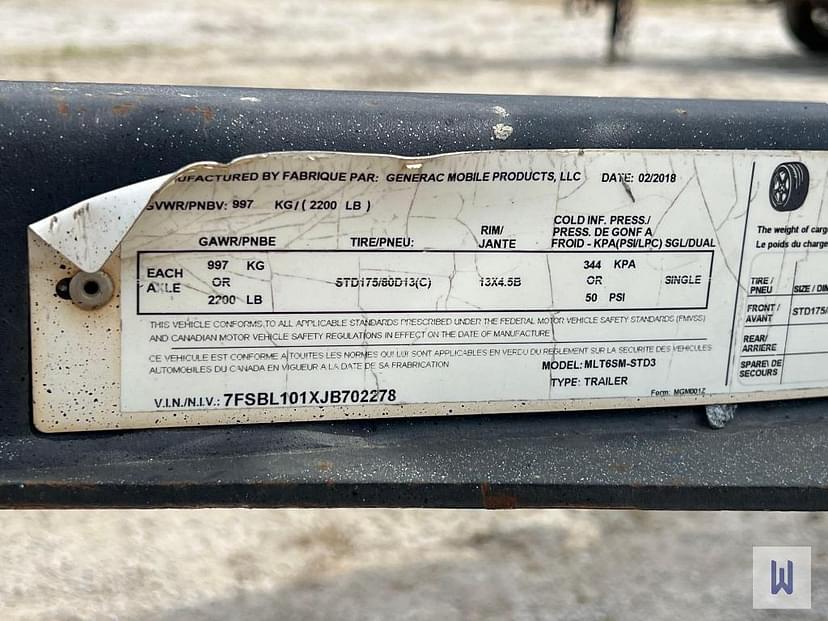 UFACTURED BY FABRIQUE PAR: GENERAC MOBILE PRODUCTS, LLC DATE: 02/2018
GVWR/PNBV: 997 KG / ( 2200 LB )
GAWR/PNBE TIRE/PNEU: RIM/ JANTE COLD INF. PRESS./ PRESS. DE GONF A FROID - KPA(PSI/LPC) SGL/DUAL
EACH AXLE 997 KG OR 2200 LB STD175/80D13(C) 13X4.5B 344 KPA OR 50 PSI SINGLE
THIS VEHICLE CONFORMS TO ALL APPLICABLE STANDARDS PRESCRIBED UNDER THE FEDERAL MOTOR VEHICLE SAFETY STANDARDS (FMVSS)
AND CANADIAN MOTOR VEHICLE SAFETY REGULATIONS IN EFFECT ON THE DATE OF MANUFACTURE
CE VEHICULE EST CONFORME A TOUTES LES NORMES QUI LUI SONT APPLICABLES EN VERDU DU REGLEMENT SUR LA SECURITE DES VEHICULES
AUTOMOBILES DU CANADA EN VIGUEUR A LA DATE DE SA FRABRICATION
MODEL: MLT6SM-STD3
TYPE: TRAILER
V.I.N./N.I.V.: 7FSBL101XJB702278
Form: MGM001Z
The weight of carg
Le poids du charge
TIRE / PNEU SIZE / DIM
FRONT / AVANT STD175/
REAR/ ARRIERE
SPARE\ DE SECOURS
W